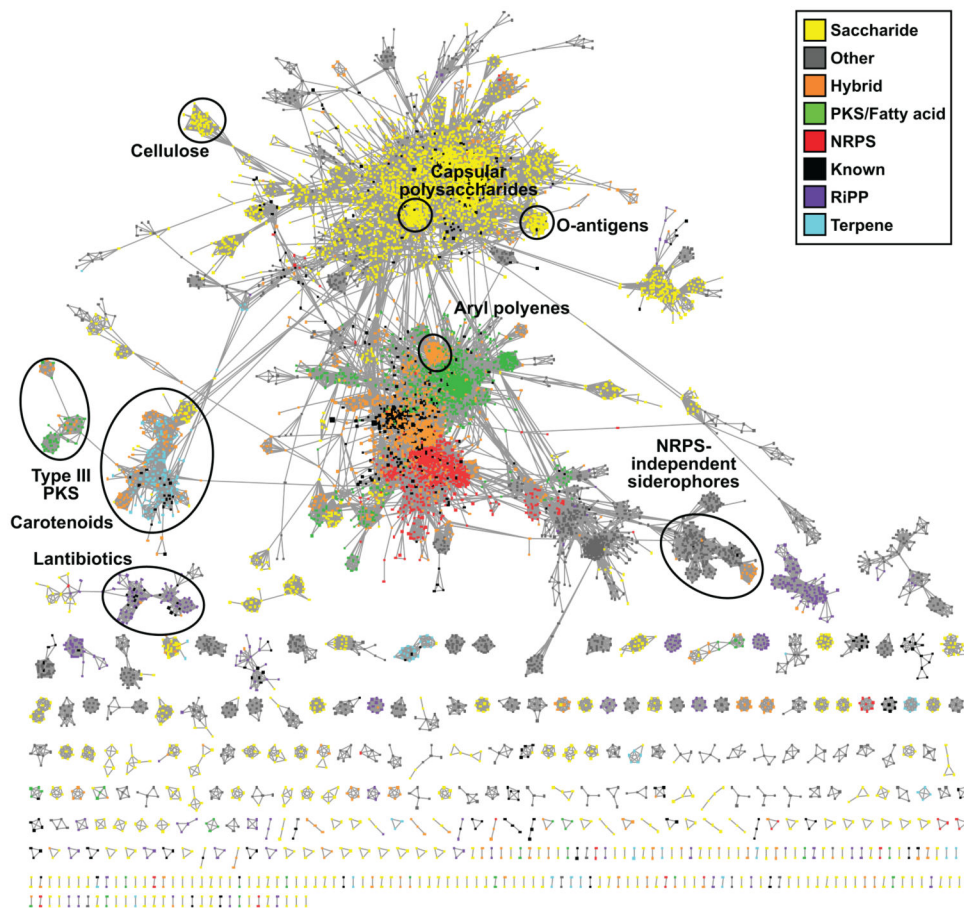 Saccharide
Other
Hybrid
PKS/Fatty acid
NRPS
Known
RiPP
Terpene
Cellulose
Capsular
polysaccharides
O-antigens
Aryl polyenes
Type III
PKS
Carotenoids
NRPS-
independent
siderophores
Lantibiotics